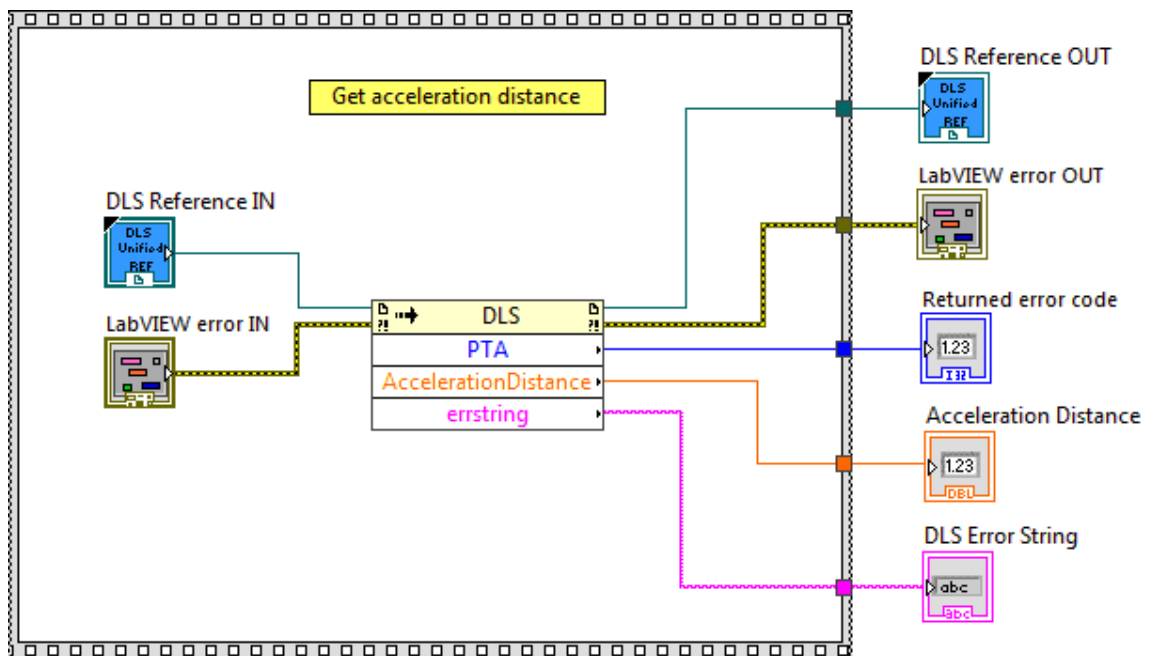 DLS Reference OUT
DLS
Unified
REF
Get acceleration distance
LabVIEW error OUT
DLS Reference IN
DLS
Unified
REF
?!
LabVIEW error IN
?!
DLS
?!
PTA
AccelerationDistance
errstring
Returned error code
1.23
I32
Acceleration Distance
1.23
DBL
DLS Error String
abc
abc